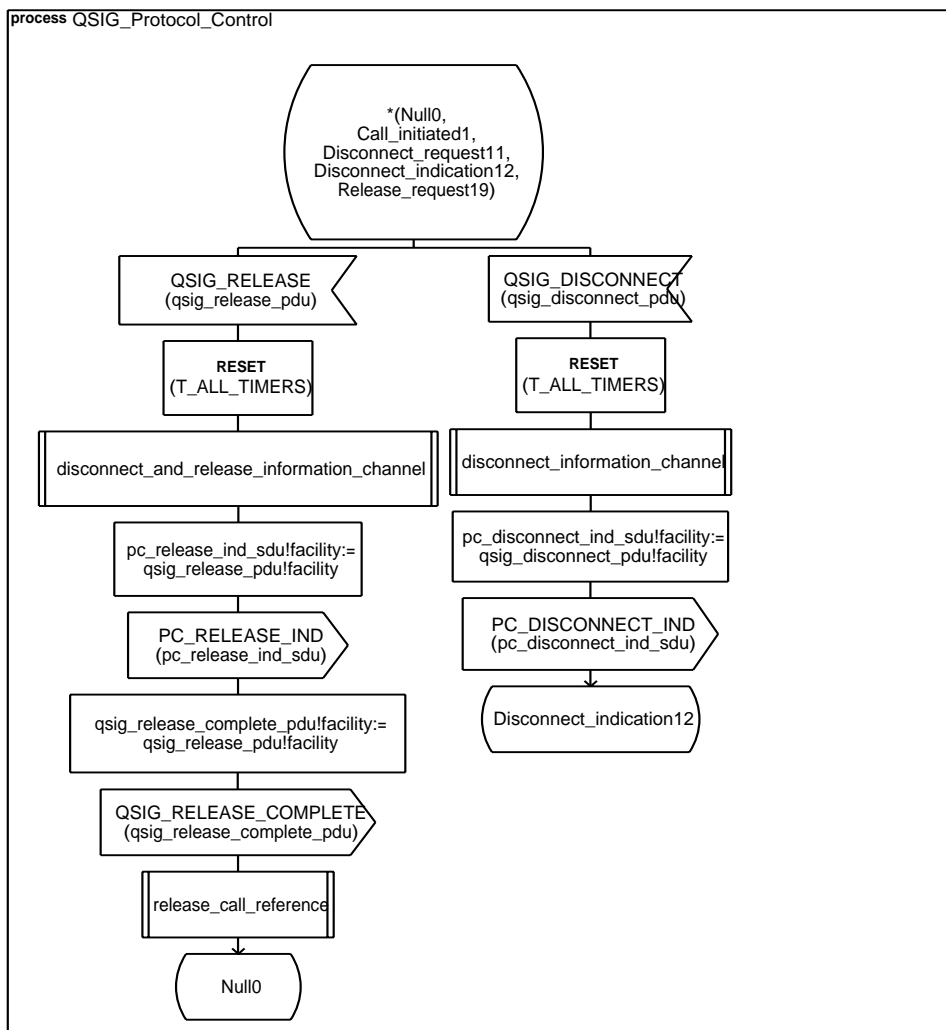 process QSIG_Protocol_Control
*(Null0,
Call_initiated1,
Disconnect_request11,
Disconnect_indication12,
Release_request19)
QSIG_RELEASE
(qsig_release_pdu)
RESET
(T_ALL_TIMERS)
disconnect_and_release_information_channel
pc_release_ind_sdu!facility:=
qsig_release_pdu!facility
PC_RELEASE_IND
(pc_release_ind_sdu)
qsig_release_complete_pdu!facility:=
qsig_release_pdu!facility
QSIG_RELEASE_COMPLETE
(qsig_release_complete_pdu)
release_call_reference
Null0
QSIG_DISCONNECT
(qsig_disconnect_pdu)
RESET
(T_ALL_TIMERS)
disconnect_information_channel
pc_disconnect_ind_sdu!facility:=
qsig_disconnect_pdu!facility
PC_DISCONNECT_IND
(pc_disconnect_ind_sdu)
Disconnect_indication12